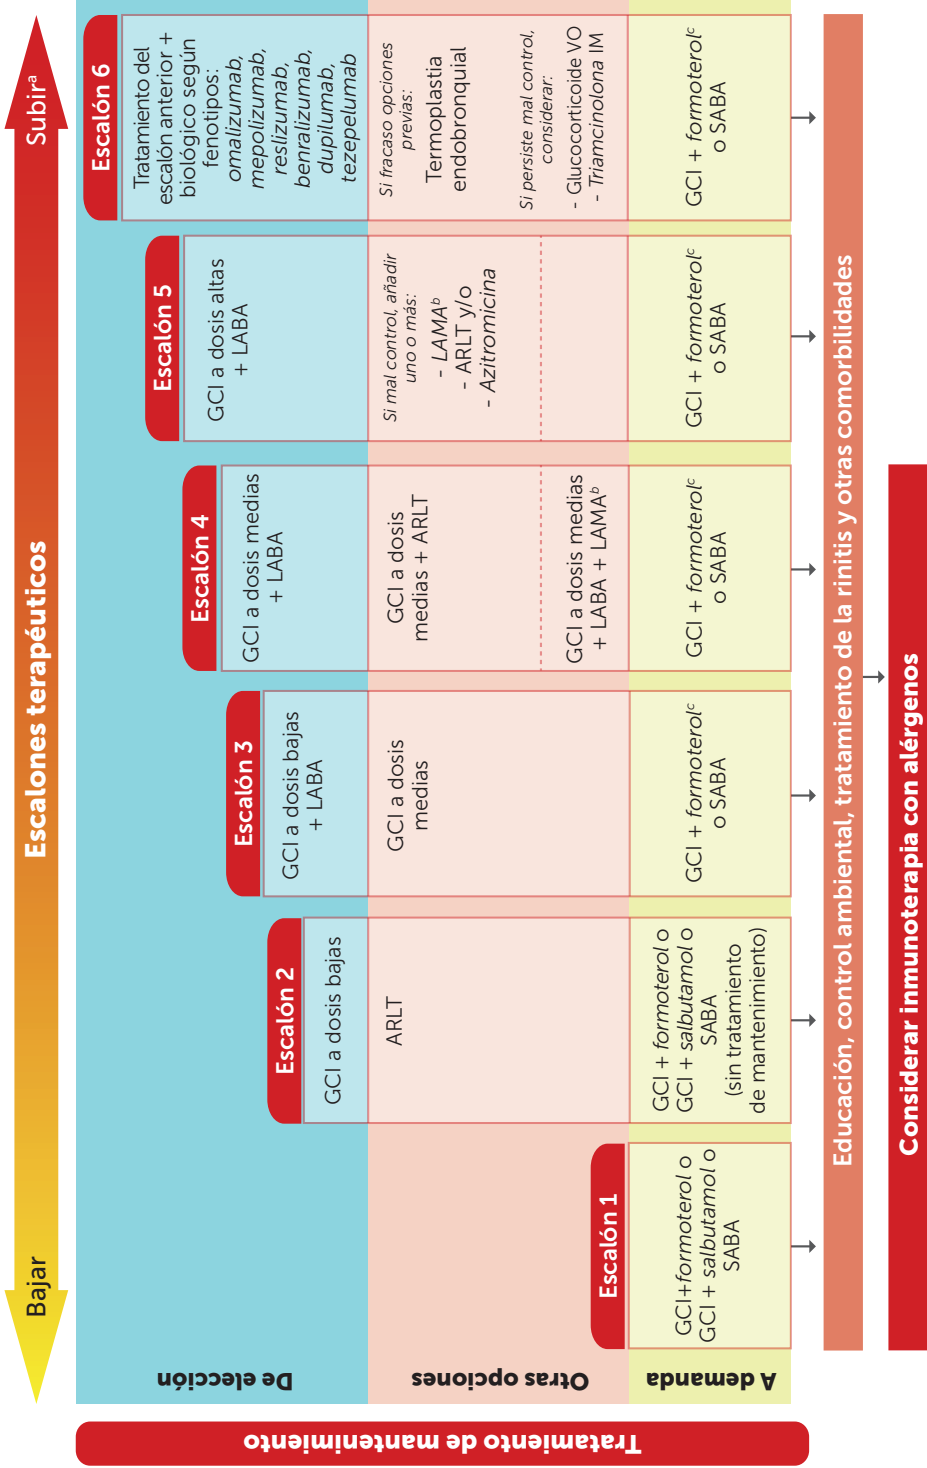 Escalones terapéuticos
Bajar
Subirᵃ
Tratamiento de mantenimiento
De elección
Otras opciones
A demanda
Escalón 1
GCI+formoterol o
GCI + salbutamol o
SABA
Escalón 2
GCI a dosis bajas
ARLT
GCI + formoterol o
GCI + salbutamol o
SABA
(sin tratamiento
de mantenimiento)
Escalón 3
GCI a dosis bajas
+ LABA
GCI a dosis
medias
GCI + formoterolᶜ
o SABA
Escalón 4
GCI a dosis medias
+ LABA
GCI a dosis
medias + ARLT
GCI a dosis medias
+ LABA + LAMAᵇ
GCI + formoterolᶜ
o SABA
Escalón 5
GCI a dosis altas
+ LABA
Si mal control, añadir
uno o más:
- LAMAᵇ
- ARLT y/o
- Azitromicina
GCI + formoterolᶜ
o SABA
Escalón 6
Tratamiento del
escalón anterior +
biológico según
fenotipos:
omalizumab,
mepolizumab,
reslizumab,
benralizumab,
dupilumab,
tezepelumab
Si fracaso opciones
previas:
Termoplastia
endobronquial
Si persiste mal control,
considerar:
- Glucocorticoide VO
- Triamcinolona IM
GCI + formoterolᶜ
o SABA
Educación, control ambiental, tratamiento de la rinitis y otras comorbilidades
Considerar inmunoterapia con alérgenos